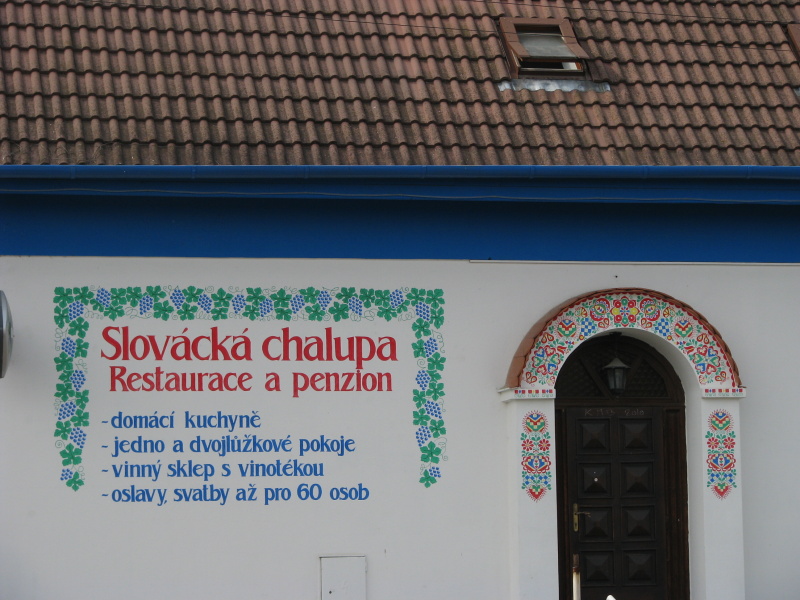 Slovácká chalupa
Restaurace a penzion
- domácí kuchyně
- jedno a dvojlůžkové pokoje
- vinný sklep s vinotékou
- oslavy, svatby až pro 60 osob